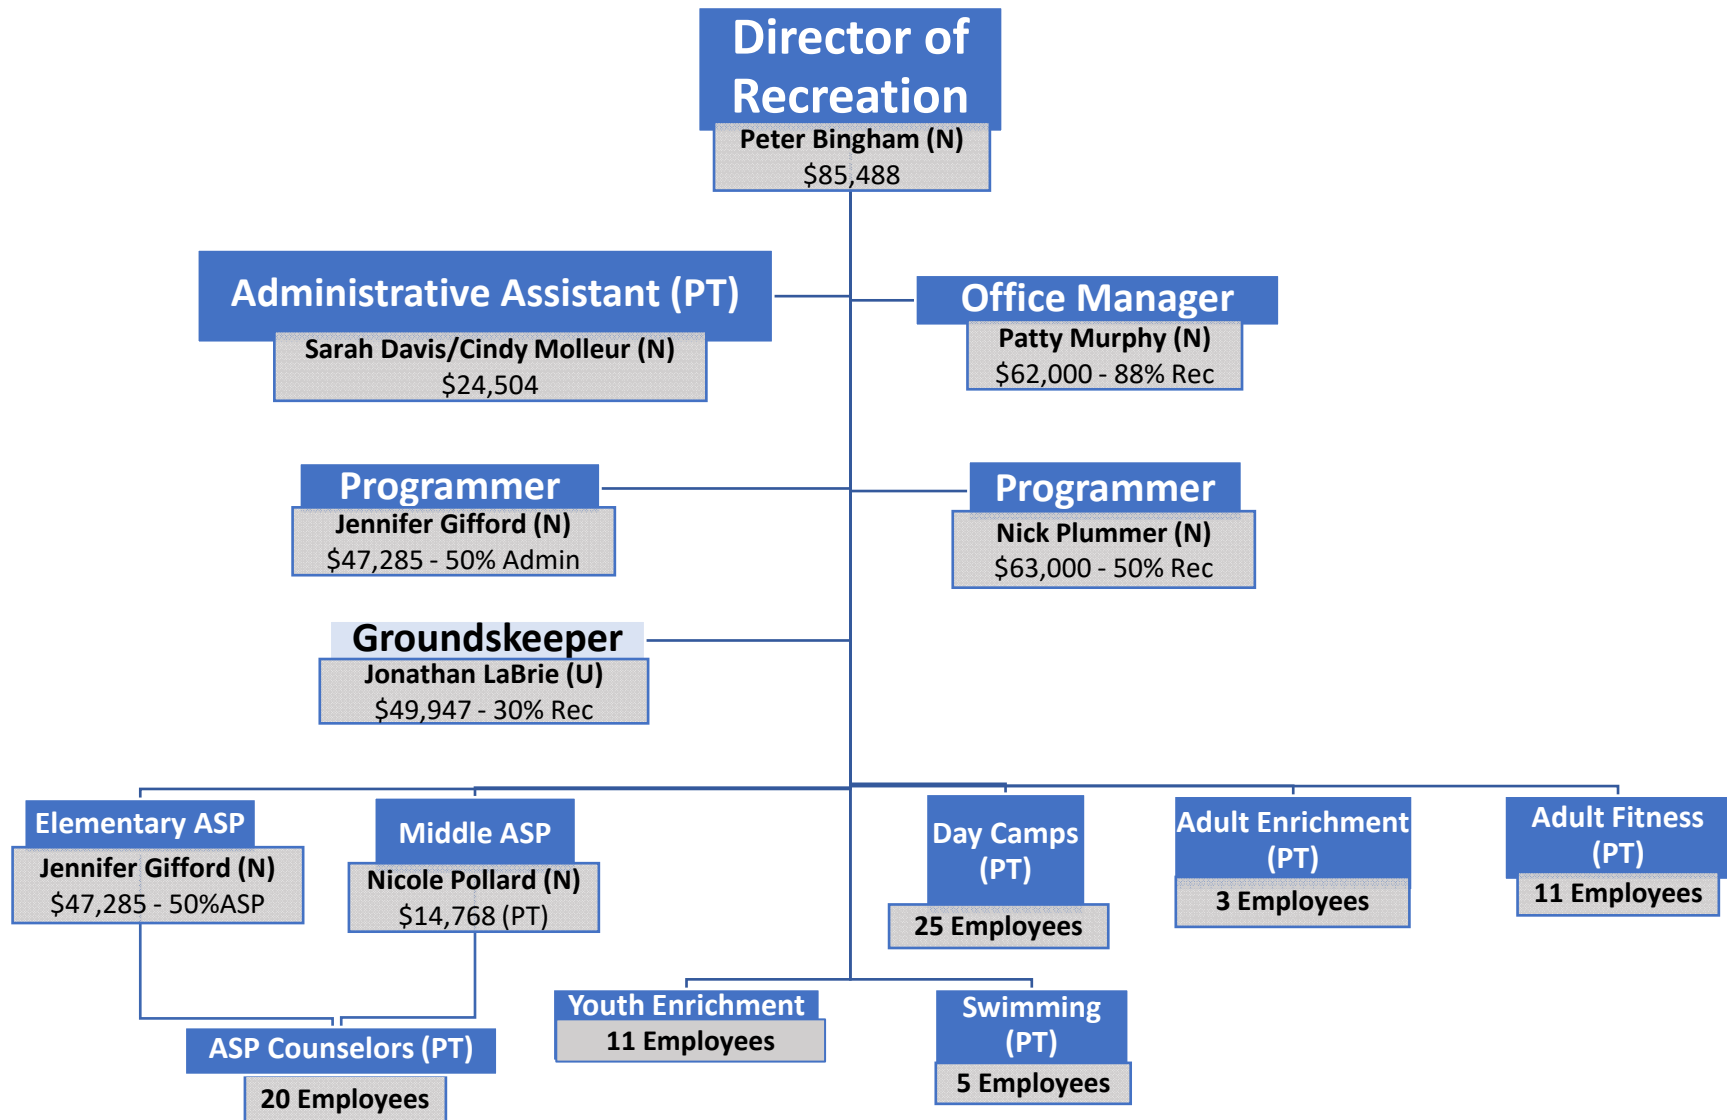 Director of
Recreation
Peter Bingham (N)
$85,488
Administrative Assistant (PT)
Sarah Davis/Cindy Molleur (N)
$24,504
Office Manager
Patty Murphy (N)
$62,000 - 88% Rec
Programmer
Jennifer Gifford (N)
$47,285 - 50% Admin
Programmer
Nick Plummer (N)
$63,000 - 50% Rec
Groundskeeper
Jonathan LaBrie (U)
$49,947 - 30% Rec
Elementary ASP
Jennifer Gifford (N)
$47,285 - 50%ASP
Middle ASP
Nicole Pollard (N)
$14,768 (PT)
Day Camps
(PT)
25 Employees
Adult Enrichment
(PT)
3 Employees
Adult Fitness
(PT)
11 Employees
ASP Counselors (PT)
20 Employees
Youth Enrichment
11 Employees
Swimming
(PT)
5 Employees